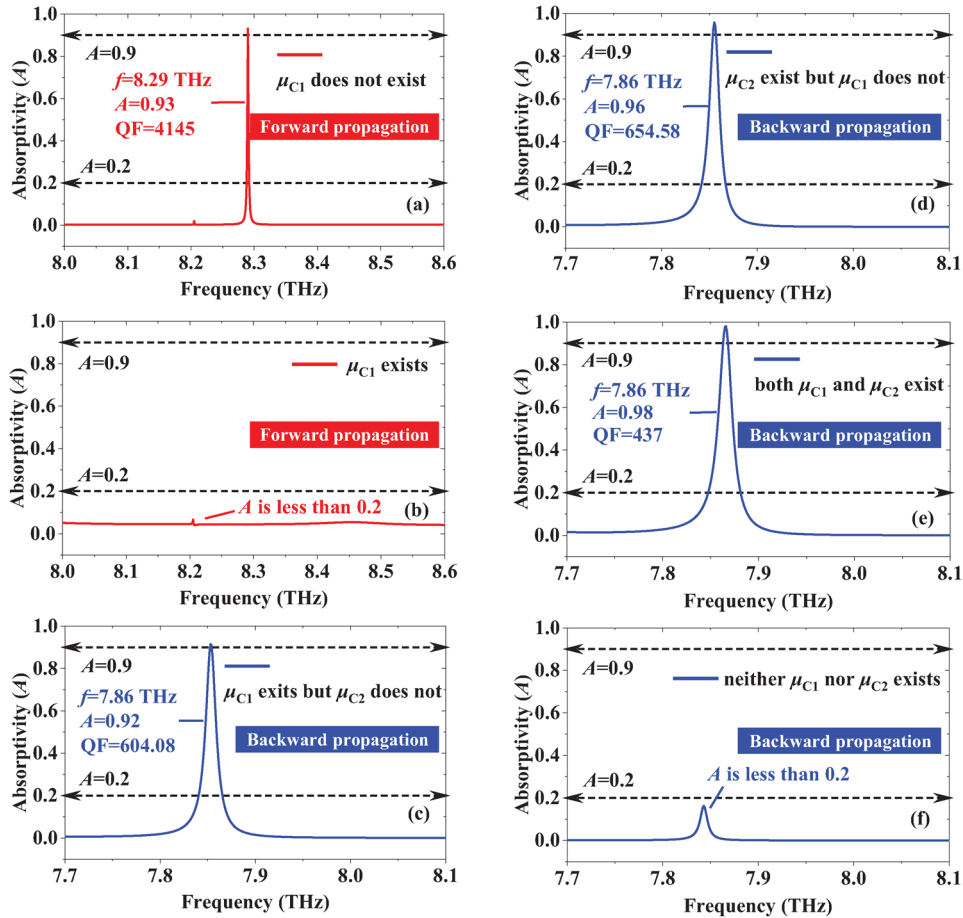 1.0
0.8
0.6
0.4
0.2
0.0
Absorptivity (A)
A=0.9
μC1 does not exist
f=8.29 THz
A=0.93
QF=4145
Forward propagation
A=0.2
(a)
8.0 8.1 8.2 8.3 8.4 8.5 8.6
Frequency (THz)
1.0
0.8
0.6
0.4
0.2
0.0
Absorptivity (A)
A=0.9
μC1 exists
Forward propagation
A=0.2
A is less than 0.2
(b)
8.0 8.1 8.2 8.3 8.4 8.5 8.6
Frequency (THz)
1.0
0.8
0.6
0.4
0.2
0.0
Absorptivity (A)
A=0.9
μC1 exits but μC2 does not
f=7.86 THz
A=0.92
QF=604.08
Backward propagation
A=0.2
(c)
7.7 7.8 7.9 8.0 8.1
Frequency (THz)
1.0
0.8
0.6
0.4
0.2
0.0
Absorptivity (A)
A=0.9
μC2 exist but μC1 does not
f=7.86 THz
A=0.96
QF=654.58
Backward propagation
A=0.2
(d)
7.7 7.8 7.9 8.0 8.1
Frequency (THz)
1.0
0.8
0.6
0.4
0.2
0.0
Absorptivity (A)
A=0.9
both μC1 and μC2 exist
f=7.86 THz
A=0.98
QF=437
Backward propagation
A=0.2
(e)
7.7 7.8 7.9 8.0 8.1
Frequency (THz)
1.0
0.8
0.6
0.4
0.2
0.0
Absorptivity (A)
A=0.9
neither μC1 nor μC2 exists
Backward propagation
A=0.2
A is less than 0.2
(f)
7.7 7.8 7.9 8.0 8.1
Frequency (THz)